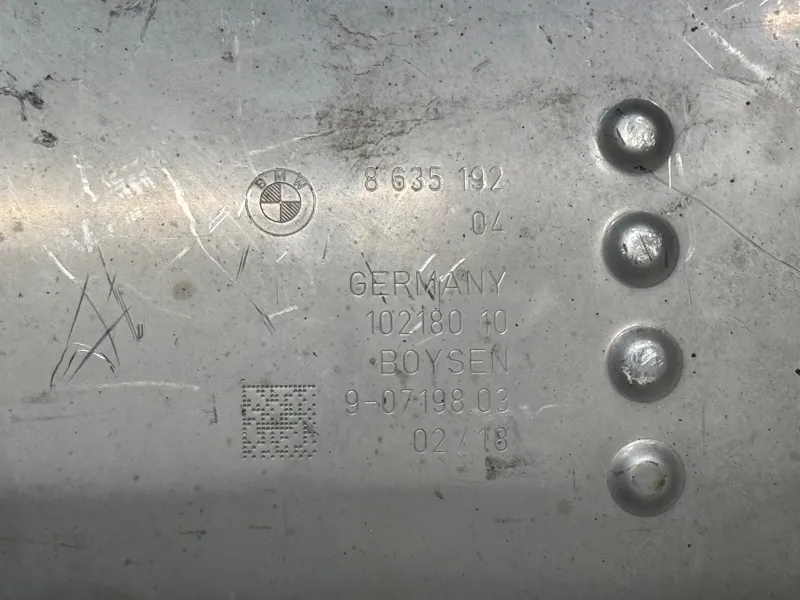 BMW
8 635 192
04
GERMANY
102180 10
BOYSEN
9-07198.03
02/18